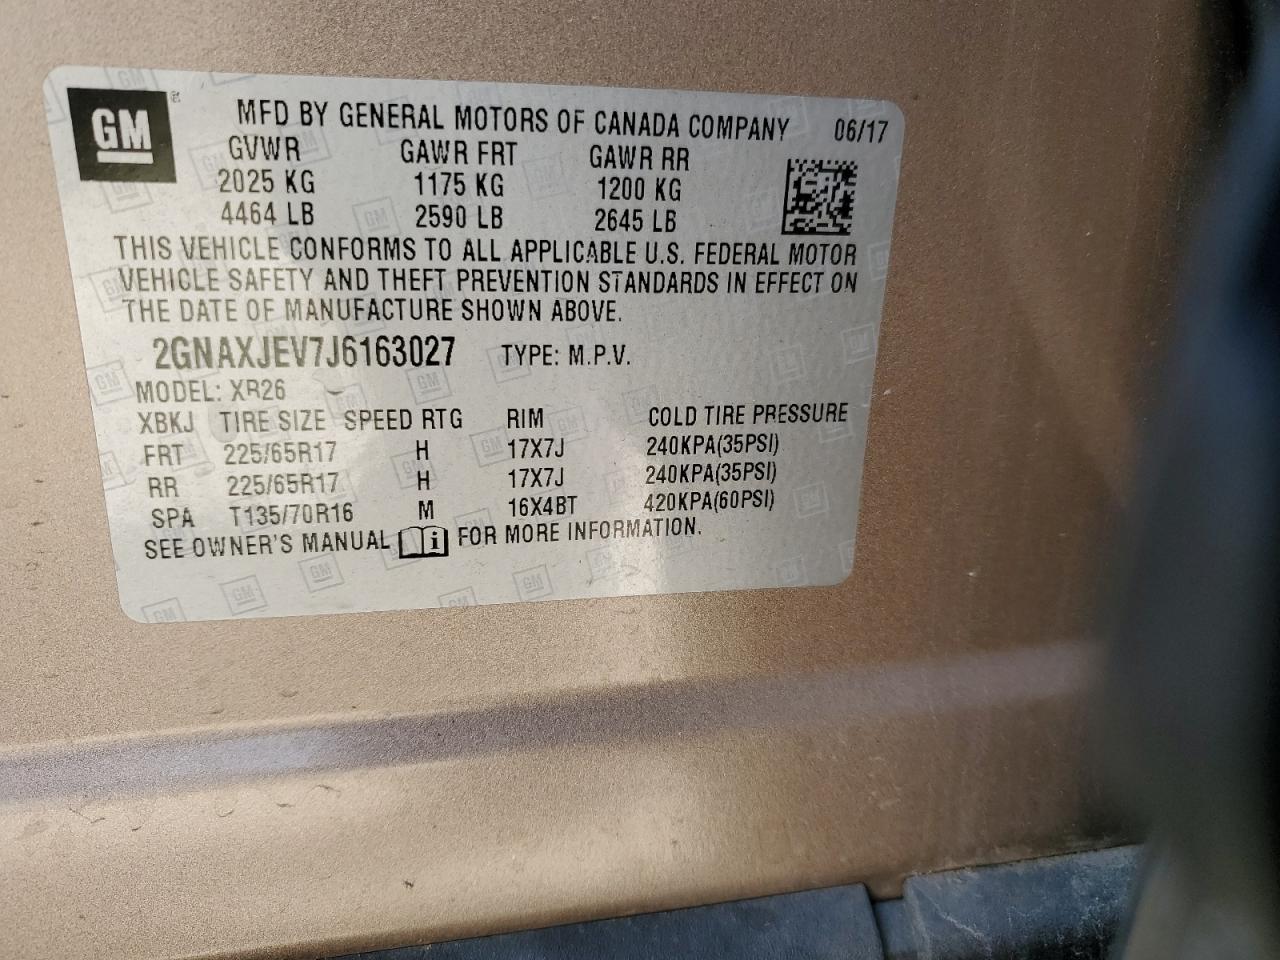 GM ®
MFD BY GENERAL MOTORS OF CANADA COMPANY 06/17
GVWR GAWR FRT GAWR RR
2025 KG 1175 KG 1200 KG
4464 LB 2590 LB 2645 LB
THIS VEHICLE CONFORMS TO ALL APPLICABLE U.S. FEDERAL MOTOR
VEHICLE SAFETY AND THEFT PREVENTION STANDARDS IN EFFECT ON
THE DATE OF MANUFACTURE SHOWN ABOVE.
2GNAXJEV7J6163027 TYPE: M.P.V.
MODEL: XR26
XBKJ TIRE SIZE SPEED RTG RIM COLD TIRE PRESSURE
FRT 225/65R17 H 17X7J 240KPA(35PSI)
RR 225/65R17 H 17X7J 240KPA(35PSI)
SPA T135/70R16 M 16X4BT 420KPA(60PSI)
SEE OWNER'S MANUAL FOR MORE INFORMATION.